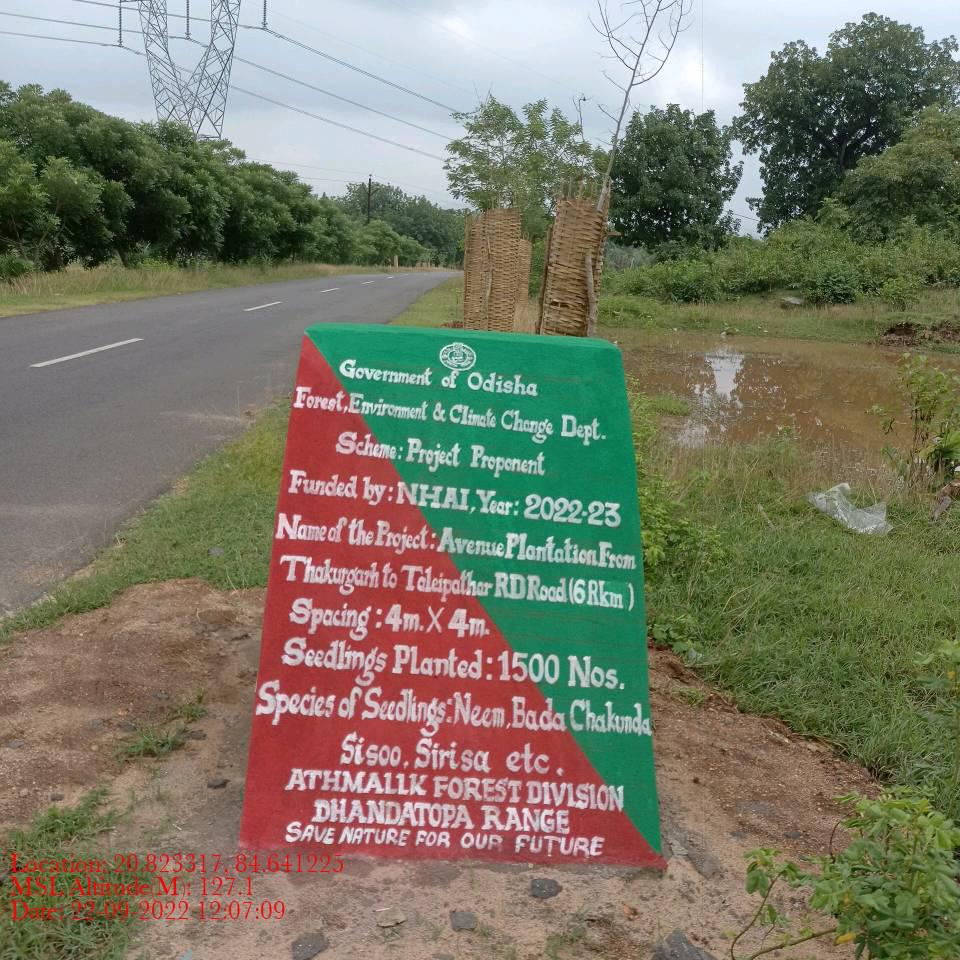 Government of Odisha
Forest, Environment & Climate Change Dept.
Scheme: Project Proponent
Funded by: NHAI, Year: 2022-23
Name of the Project: Avenue Plantation From
Thakurgarh to Taleipathar RD Road (6 Rkm)
Spacing: 4m. X 4m.
Seedlings Planted: 1500 Nos.
Species of Seedlings: Neem, Bada Chakunda
Sisoo, Sirisa etc.
ATHMALLK FOREST DIVISION
DHANDATOPA RANGE
SAVE NATURE FOR OUR FUTURE
Location: 20.823317, 84.641225
MSL Altitude(M): 127.1
Date: 22-09-2022 12:07:09